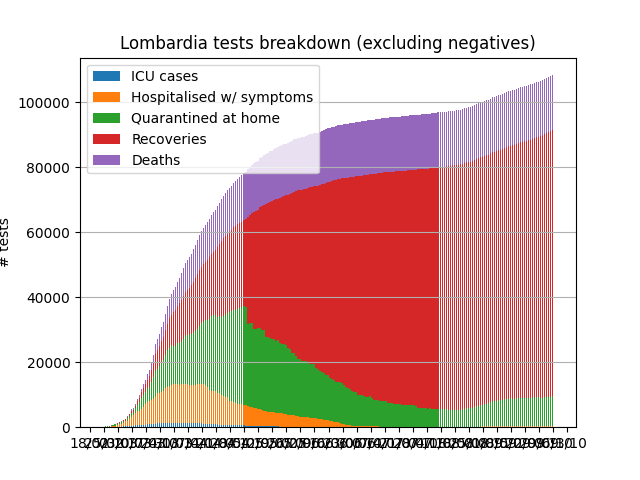 Lombardia tests breakdown (excluding negatives)
ICU cases
Hospitalised w/ symptoms
Quarantined at home
Recoveries
Deaths
100000
80000
60000
40000
20000
0
# tests